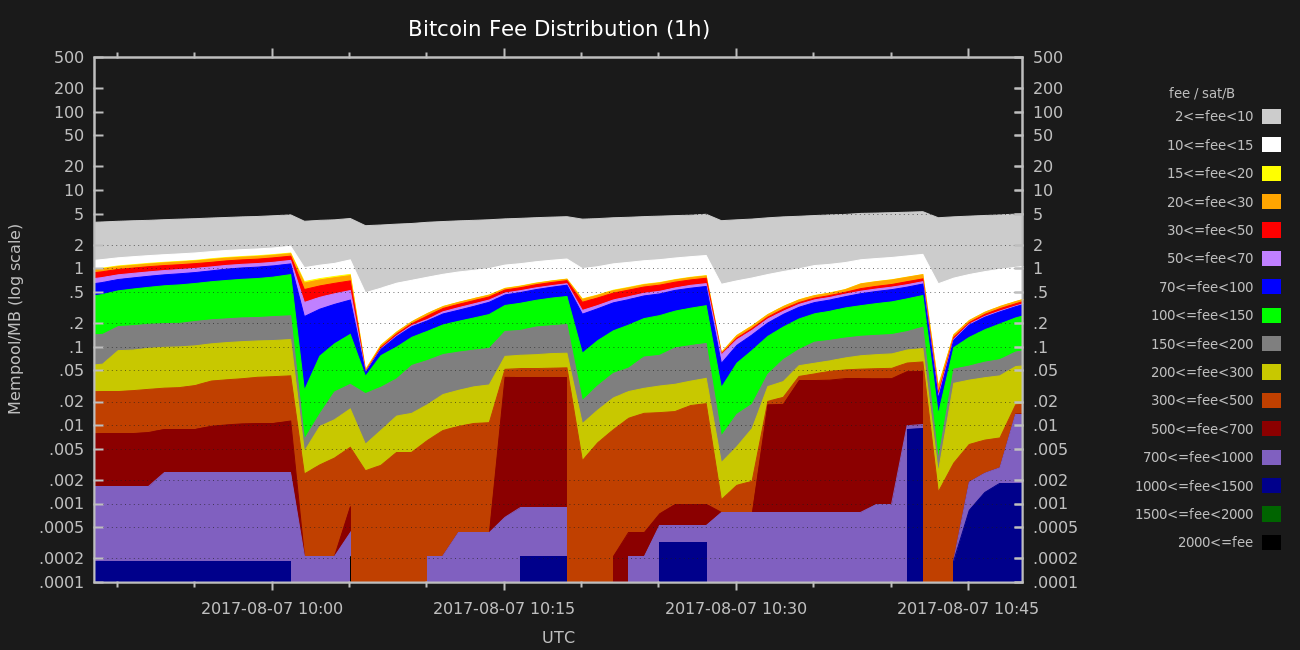 Bitcoin Fee Distribution (1h)
Mempool/MB (log scale)
500
200
100
50
20
10
5
2
1
.5
.2
.1
.05
.02
.01
.005
.002
.001
.0005
.0002
.0001
500
200
100
50
20
10
5
2
1
.5
.2
.1
.05
.02
.01
.005
.002
.001
.0005
.0002
.0001
2017-08-07 10:00 2017-08-07 10:15 2017-08-07 10:30 2017-08-07 10:45
UTC
fee / sat/B
2<=fee<10
10<=fee<15
15<=fee<20
20<=fee<30
30<=fee<50
50<=fee<70
70<=fee<100
100<=fee<150
150<=fee<200
200<=fee<300
300<=fee<500
500<=fee<700
700<=fee<1000
1000<=fee<1500
1500<=fee<2000
2000<=fee